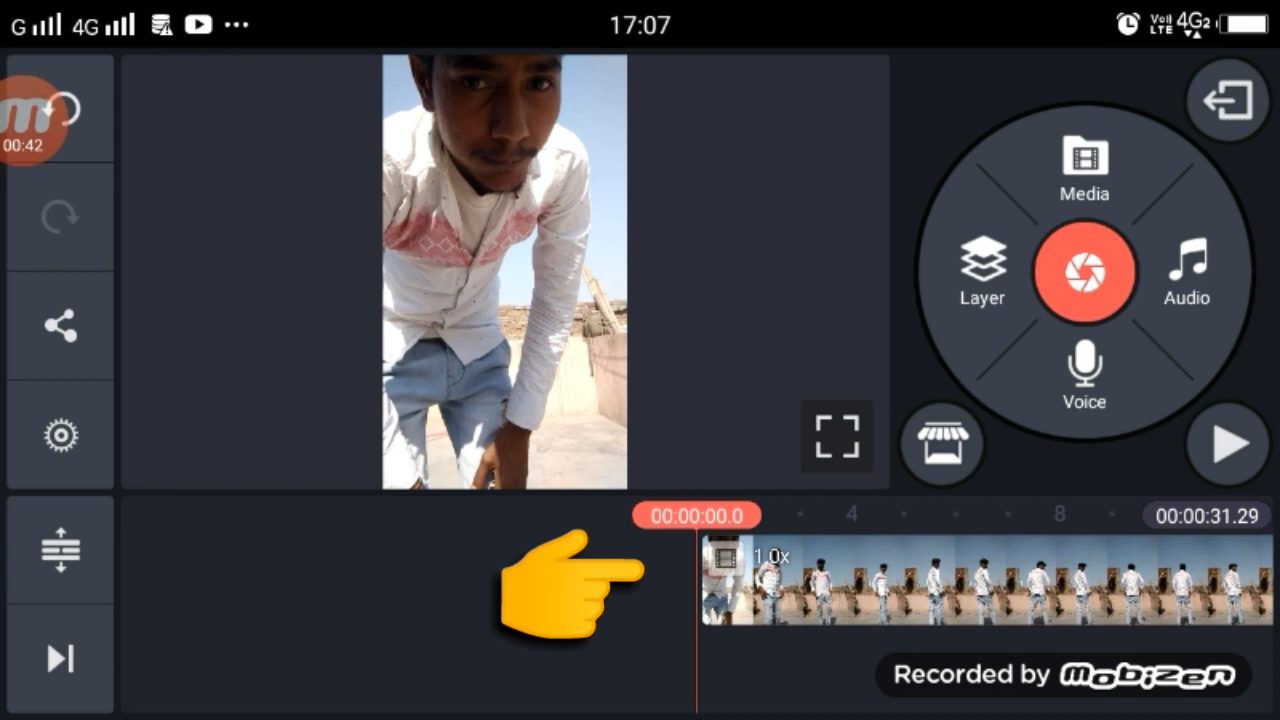 G 4G 17:07 VoLTE 4G2
m
00:42
Media
Layer
Audio
Voice
00:00:00.0 4 8 00:00:31.29
1.0x
Recorded by mobizen